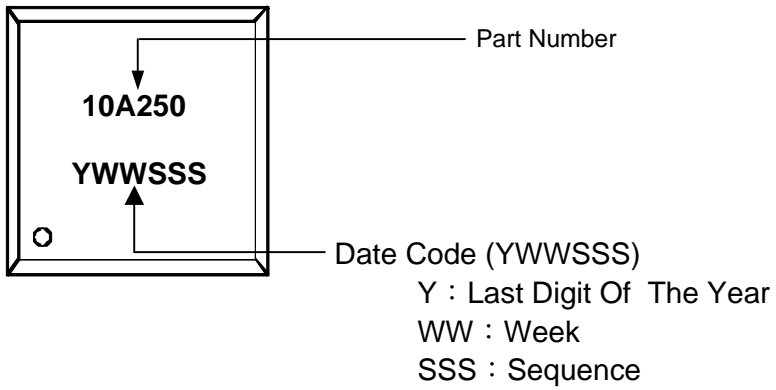 Part Number
10A250
YWWSSS
Date Code (YWWSSS)
Y：Last Digit Of The Year
WW：Week
SSS：Sequence